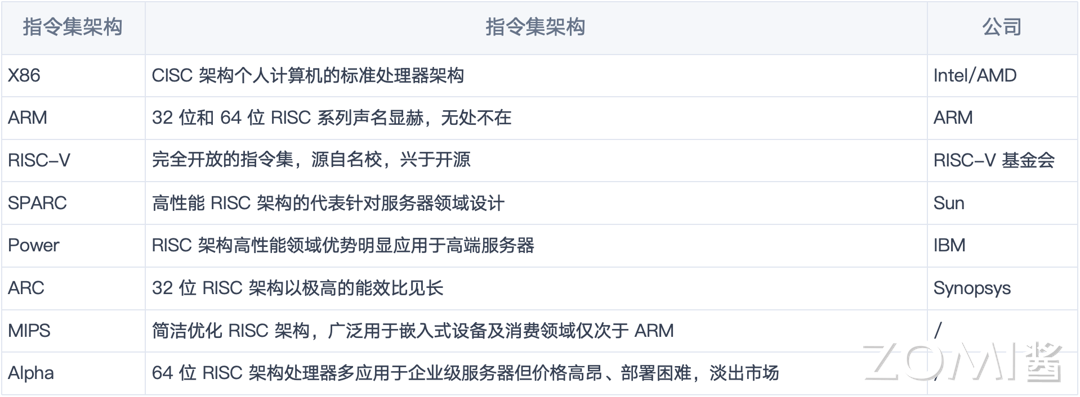 指令集架构 指令集架构 公司
X86 CISC 架构个人计算机的标准处理器架构 Intel/AMD
ARM 32 位和 64 位 RISC 系列声名显赫，无处不在 ARM
RISC-V 完全开放的指令集，源自名校，兴于开源 RISC-V 基金会
SPARC 高性能 RISC 架构的代表针对服务器领域设计 Sun
Power RISC 架构高性能领域优势明显应用于高端服务器 IBM
ARC 32 位 RISC 架构以极高的能效比见长 Synopsys
MIPS 简洁优化 RISC 架构，广泛用于嵌入式设备及消费领域仅次于 ARM /
Alpha 64 位 RISC 架构处理器多应用于企业级服务器但价格高昂、部署困难，淡出市场 /
ZOMI酱